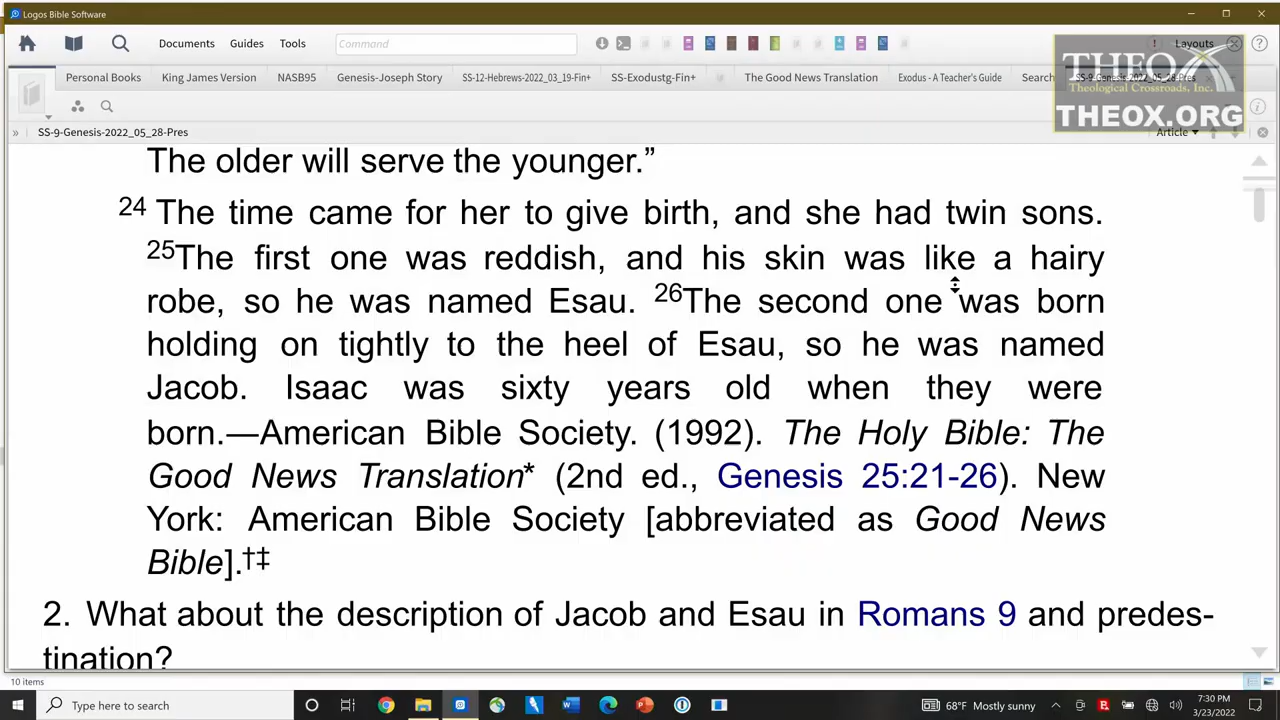 Logos Bible Software
Documents Guides Tools Command Layouts
THEOX
Theological Crossroads, Inc.
THEOX.ORG
Personal Books King James Version NASB95 Genesis-Joseph Ste SS-12-Hebrews-2022_03_19-Fin+ SS-Exodustg-Fin+ The Good News Translation Exodus - A Teacher's Guide Search SS-9-Genesis-2022_05_28-Pres
SS-9-Genesis-2022_05_28-Pres Article
The older will serve the younger.”
24 The time came for her to give birth, and she had twin sons.
25The first one was reddish, and his skin was like a hairy
robe, so he was named Esau. 26The second one was born
holding on tightly to the heel of Esau, so he was named
Jacob. Isaac was sixty years old when they were
born.—American Bible Society. (1992). The Holy Bible: The
Good News Translation* (2nd ed., Genesis 25:21-26). New
York: American Bible Society [abbreviated as Good News
Bible].†‡
2. What about the description of Jacob and Esau in Romans 9 and predes-
tination?
10 items
Type here to search 68°F Mostly sunny 7:30 PM
3/23/2022